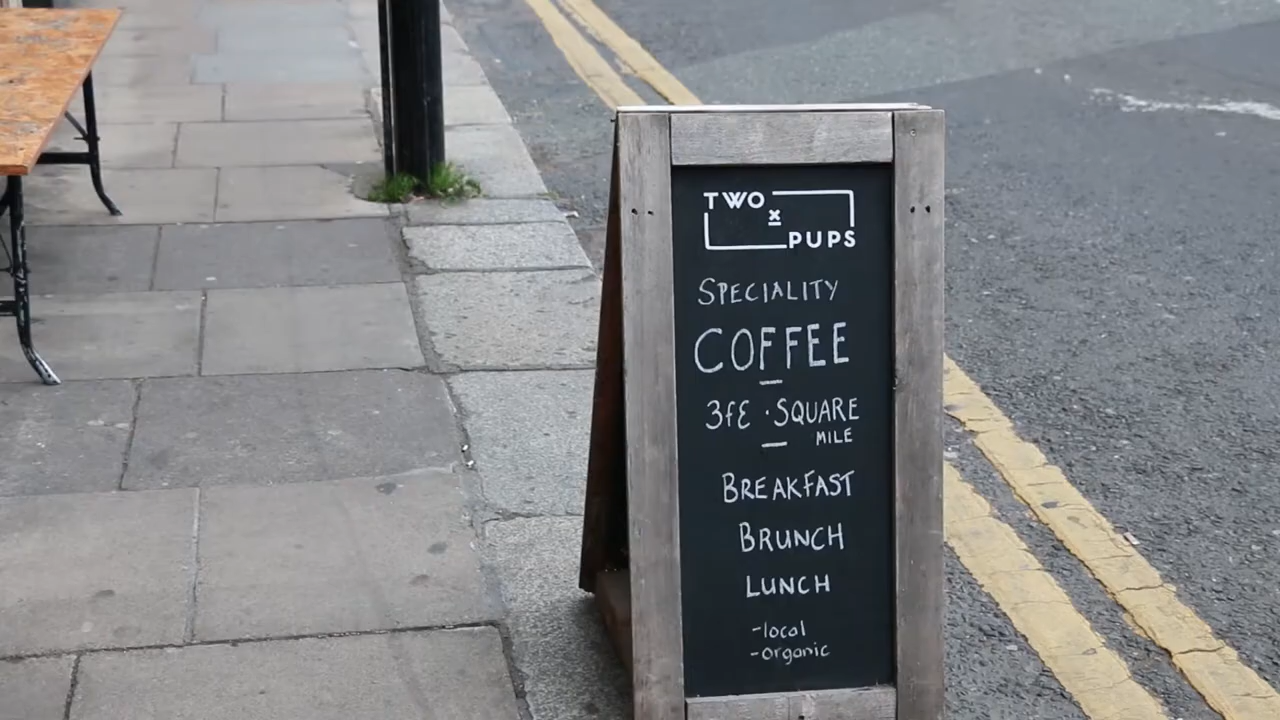 TWO
x
PUPS
SPECIALITY
COFFEE
3fE · SQUARE
MILE
BREAKFAST
BRUNCH
LUNCH
-local
-organic